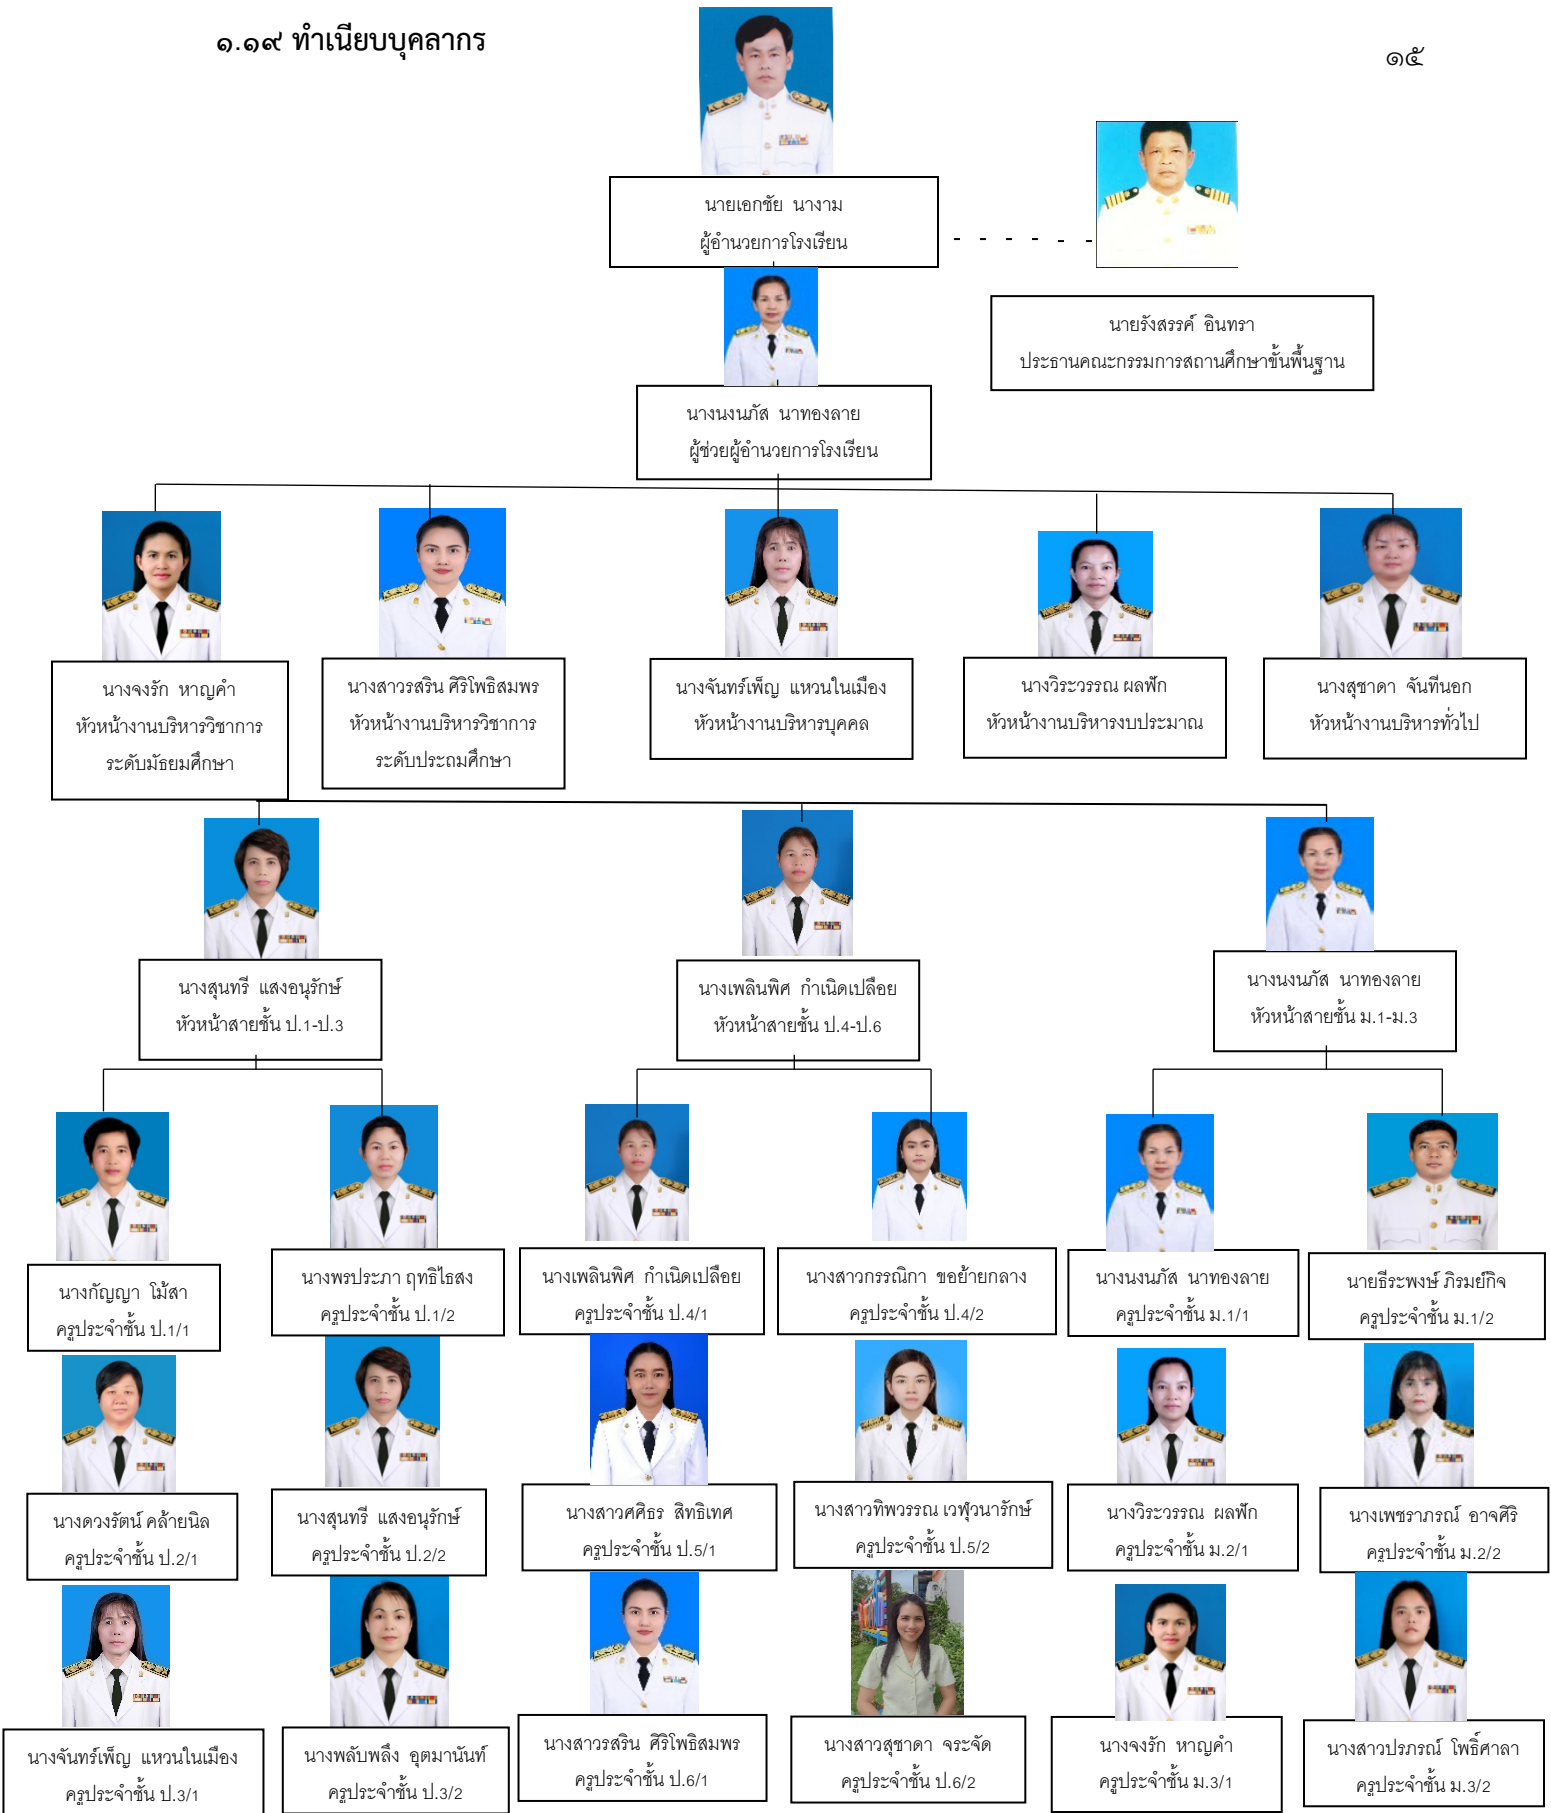 ๑.๑๙ ทำเนียบบุคลากร
๑๕
นายเอกชัย นางาม
ผู้อำนวยการโรงเรียน
นายรังสรรค์ อินทรา
ประธานคณะกรรมการสถานศึกษาขั้นพื้นฐาน
นางนงนภัส นาทองลาย
ผู้ช่วยผู้อำนวยการโรงเรียน
นางจงรัก หาญคำ
หัวหน้างานบริหารวิชาการ
ระดับมัธยมศึกษา
นางสาวรสริน ศิริโพธิสมพร
หัวหน้างานบริหารวิชาการ
ระดับประถมศึกษา
นางจันทร์เพ็ญ แหวนในเมือง
หัวหน้างานบริหารบุคคล
นางวิระวรรณ ผลฟัก
หัวหน้างานบริหารงบประมาณ
นางสุชาดา จันทีนอก
หัวหน้างานบริหารทั่วไป
นางสุนทรี แสงอนุรักษ์
หัวหน้าสายชั้น ป.1-ป.3
นางเพลินพิศ กำเนิดเปลือย
หัวหน้าสายชั้น ป.4-ป.6
นางนงนภัส นาทองลาย
หัวหน้าสายชั้น ม.1-ม.3
นางกัญญา โม้สา
ครูประจำชั้น ป.1/1
นางพรประภา ฤทธิไธสง
ครูประจำชั้น ป.1/2
นางเพลินพิศ กำเนิดเปลือย
ครูประจำชั้น ป.4/1
นางสาวกรรณิกา ขอย้ายกลาง
ครูประจำชั้น ป.4/2
นางนงนภัส นาทองลาย
ครูประจำชั้น ม.1/1
นายธีระพงษ์ ภิรมย์กิจ
ครูประจำชั้น ม.1/2
นางดวงรัตน์ คล้ายนิล
ครูประจำชั้น ป.2/1
นางสุนทรี แสงอนุรักษ์
ครูประจำชั้น ป.2/2
นางสาวศศิธร สิทธิเทศ
ครูประจำชั้น ป.5/1
นางสาวทิพวรรณ เวฬุวนารักษ์
ครูประจำชั้น ป.5/2
นางวิระวรรณ ผลฟัก
ครูประจำชั้น ม.2/1
นางเพชราภรณ์ อาจศิริ
ครูประจำชั้น ม.2/2
นางจันทร์เพ็ญ แหวนในเมือง
ครูประจำชั้น ป.3/1
นางพลับพลึง อุตมานันท์
ครูประจำชั้น ป.3/2
นางสาวรสริน ศิริโพธิสมพร
ครูประจำชั้น ป.6/1
นางสาวสุชาดา จระจัด
ครูประจำชั้น ป.6/2
นางจงรัก หาญคำ
ครูประจำชั้น ม.3/1
นางสาวปรภรณ์ โพธิ์ศาลา
ครูประจำชั้น ม.3/2